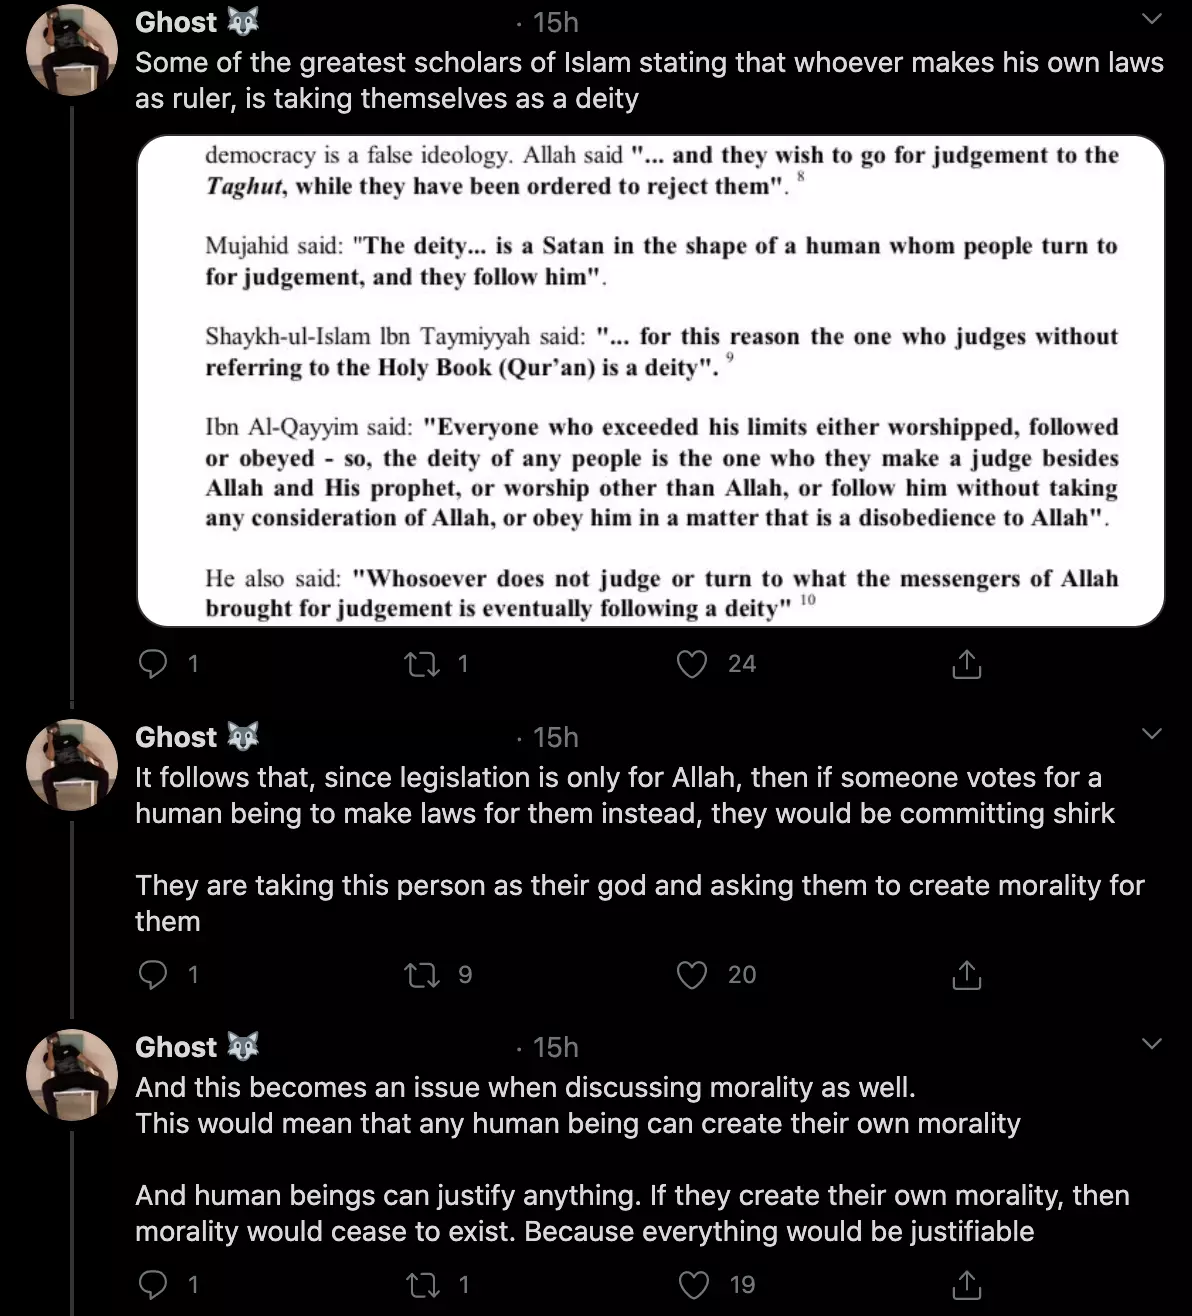 Ghost 🐺 · 15h
Some of the greatest scholars of Islam stating that whoever makes his own laws
as ruler, is taking themselves as a deity
democracy is a false ideology. Allah said "... and they wish to go for judgement to the
Taghut, while they have been ordered to reject them". 8
Mujahid said: "The deity... is a Satan in the shape of a human whom people turn to
for judgement, and they follow him".
Shaykh-ul-Islam lbn Taymiyyah said: "... for this reason the one who judges without
referring to the Holy Book (Qur’an) is a deity". 9
Ibn Al-Qayyim said: "Everyone who exceeded his limits either worshipped, followed
or obeyed - so, the deity of any people is the one who they make a judge besides
Allah and His prophet, or worship other than Allah, or follow him without taking
any consideration of Allah, or obey him in a matter that is a disobedience to Allah".
He also said: "Whosoever does not judge or turn to what the messengers of Allah
brought for judgement is eventually following a deity" 10
1 1 24
Ghost 🐺 · 15h
It follows that, since legislation is only for Allah, then if someone votes for a
human being to make laws for them instead, they would be committing shirk
They are taking this person as their god and asking them to create morality for
them
1 9 20
Ghost 🐺 · 15h
And this becomes an issue when discussing morality as well.
This would mean that any human being can create their own morality
And human beings can justify anything. If they create their own morality, then
morality would cease to exist. Because everything would be justifiable
1 1 19